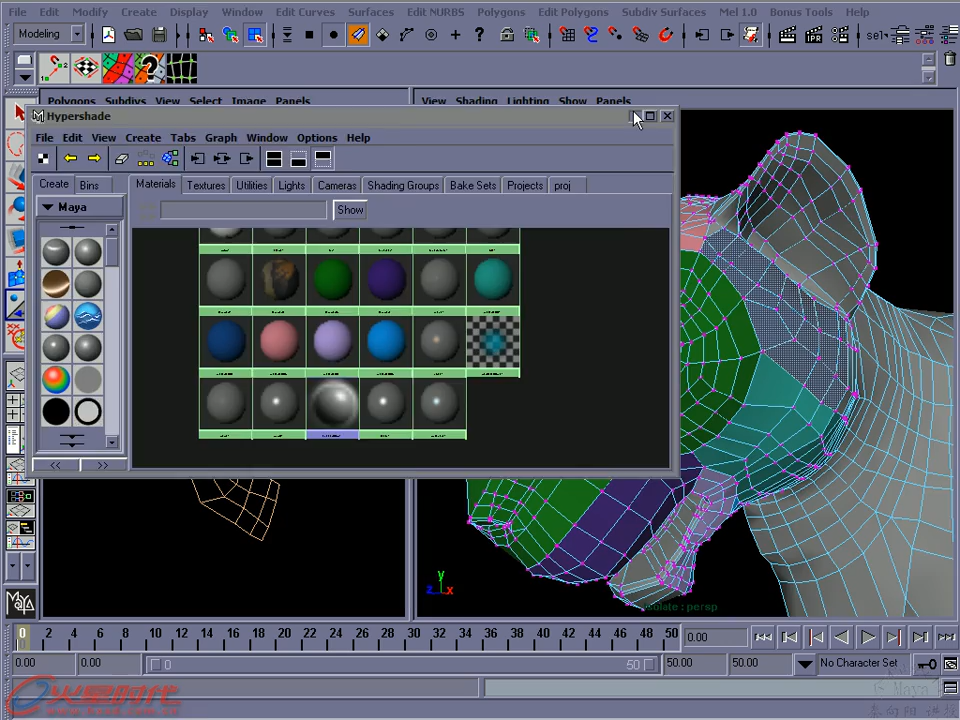 File Edit Modify Create Display Window Edit Curves Surfaces Edit NURBS Polygons Edit Polygons Subdiv Surfaces Mel 1.0 Bonus Tools Help
Modeling
sel
Polygons Subdivs View Select Image Panels
View Shading Lighting Show Panels
Hypershade
File Edit View Create Tabs Graph Window Options Help
Create Bins
Materials Textures Utilities Lights Cameras Shading Groups Bake Sets Projects proj
Maya
Show
<< >>
y
z x
isolate : persp
MAYA
0 2 4 6 8 10 12 14 16 18 20 22 24 26 28 30 32 34 36 38 40 42 44 46 48 50
0.00
0.00 0.00 0 50 50.00 50.00 No Character Set
火星时代